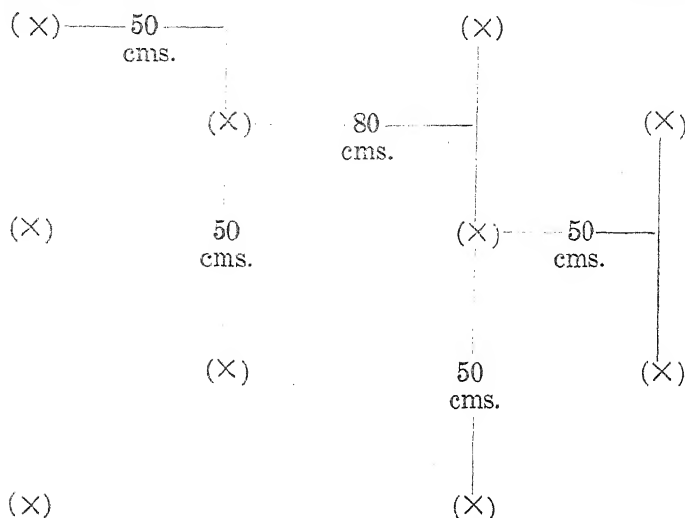 (×) 50 cms. (×)
(×) 80 cms. (×)
(×) 50 cms. (×) 50 cms.
(×) 50 cms. (×)
(×) (×)